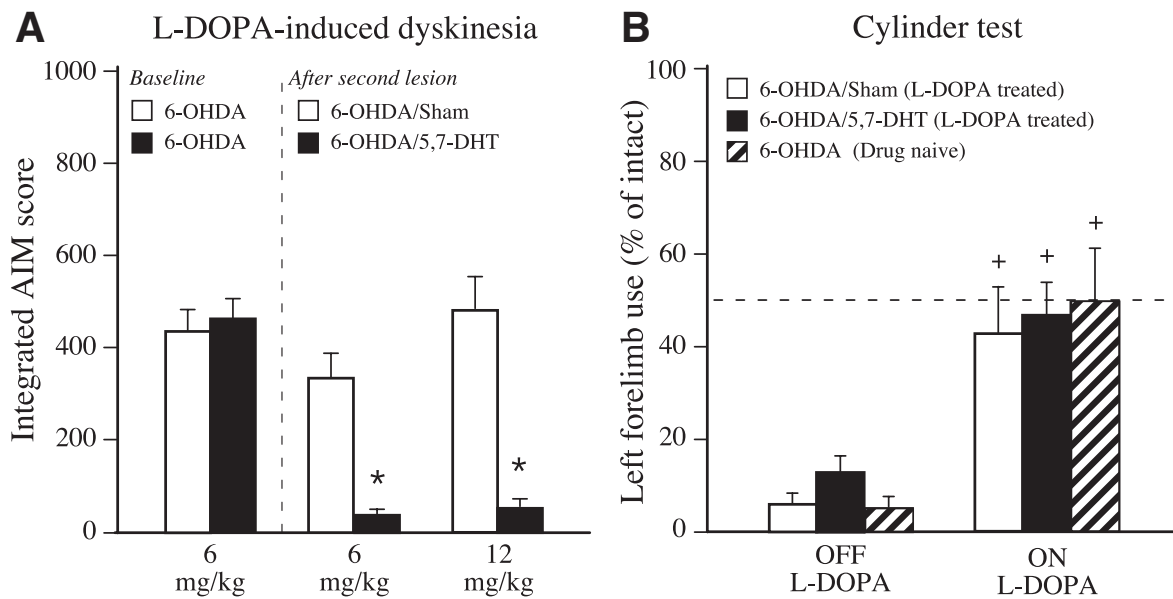 A
L-DOPA-induced dyskinesia
Integrated AIM score
1000
800
600
400
200
0
Baseline
6-OHDA
6-OHDA
After second lesion
6-OHDA/Sham
6-OHDA/5,7-DHT
*
*
6
mg/kg
6
mg/kg
12
mg/kg
B
Cylinder test
Left forelimb use (% of intact)
100
80
60
40
20
0
6-OHDA/Sham (L-DOPA treated)
6-OHDA/5,7-DHT (L-DOPA treated)
6-OHDA (Drug naive)
+
+
+
OFF
L-DOPA
ON
L-DOPA